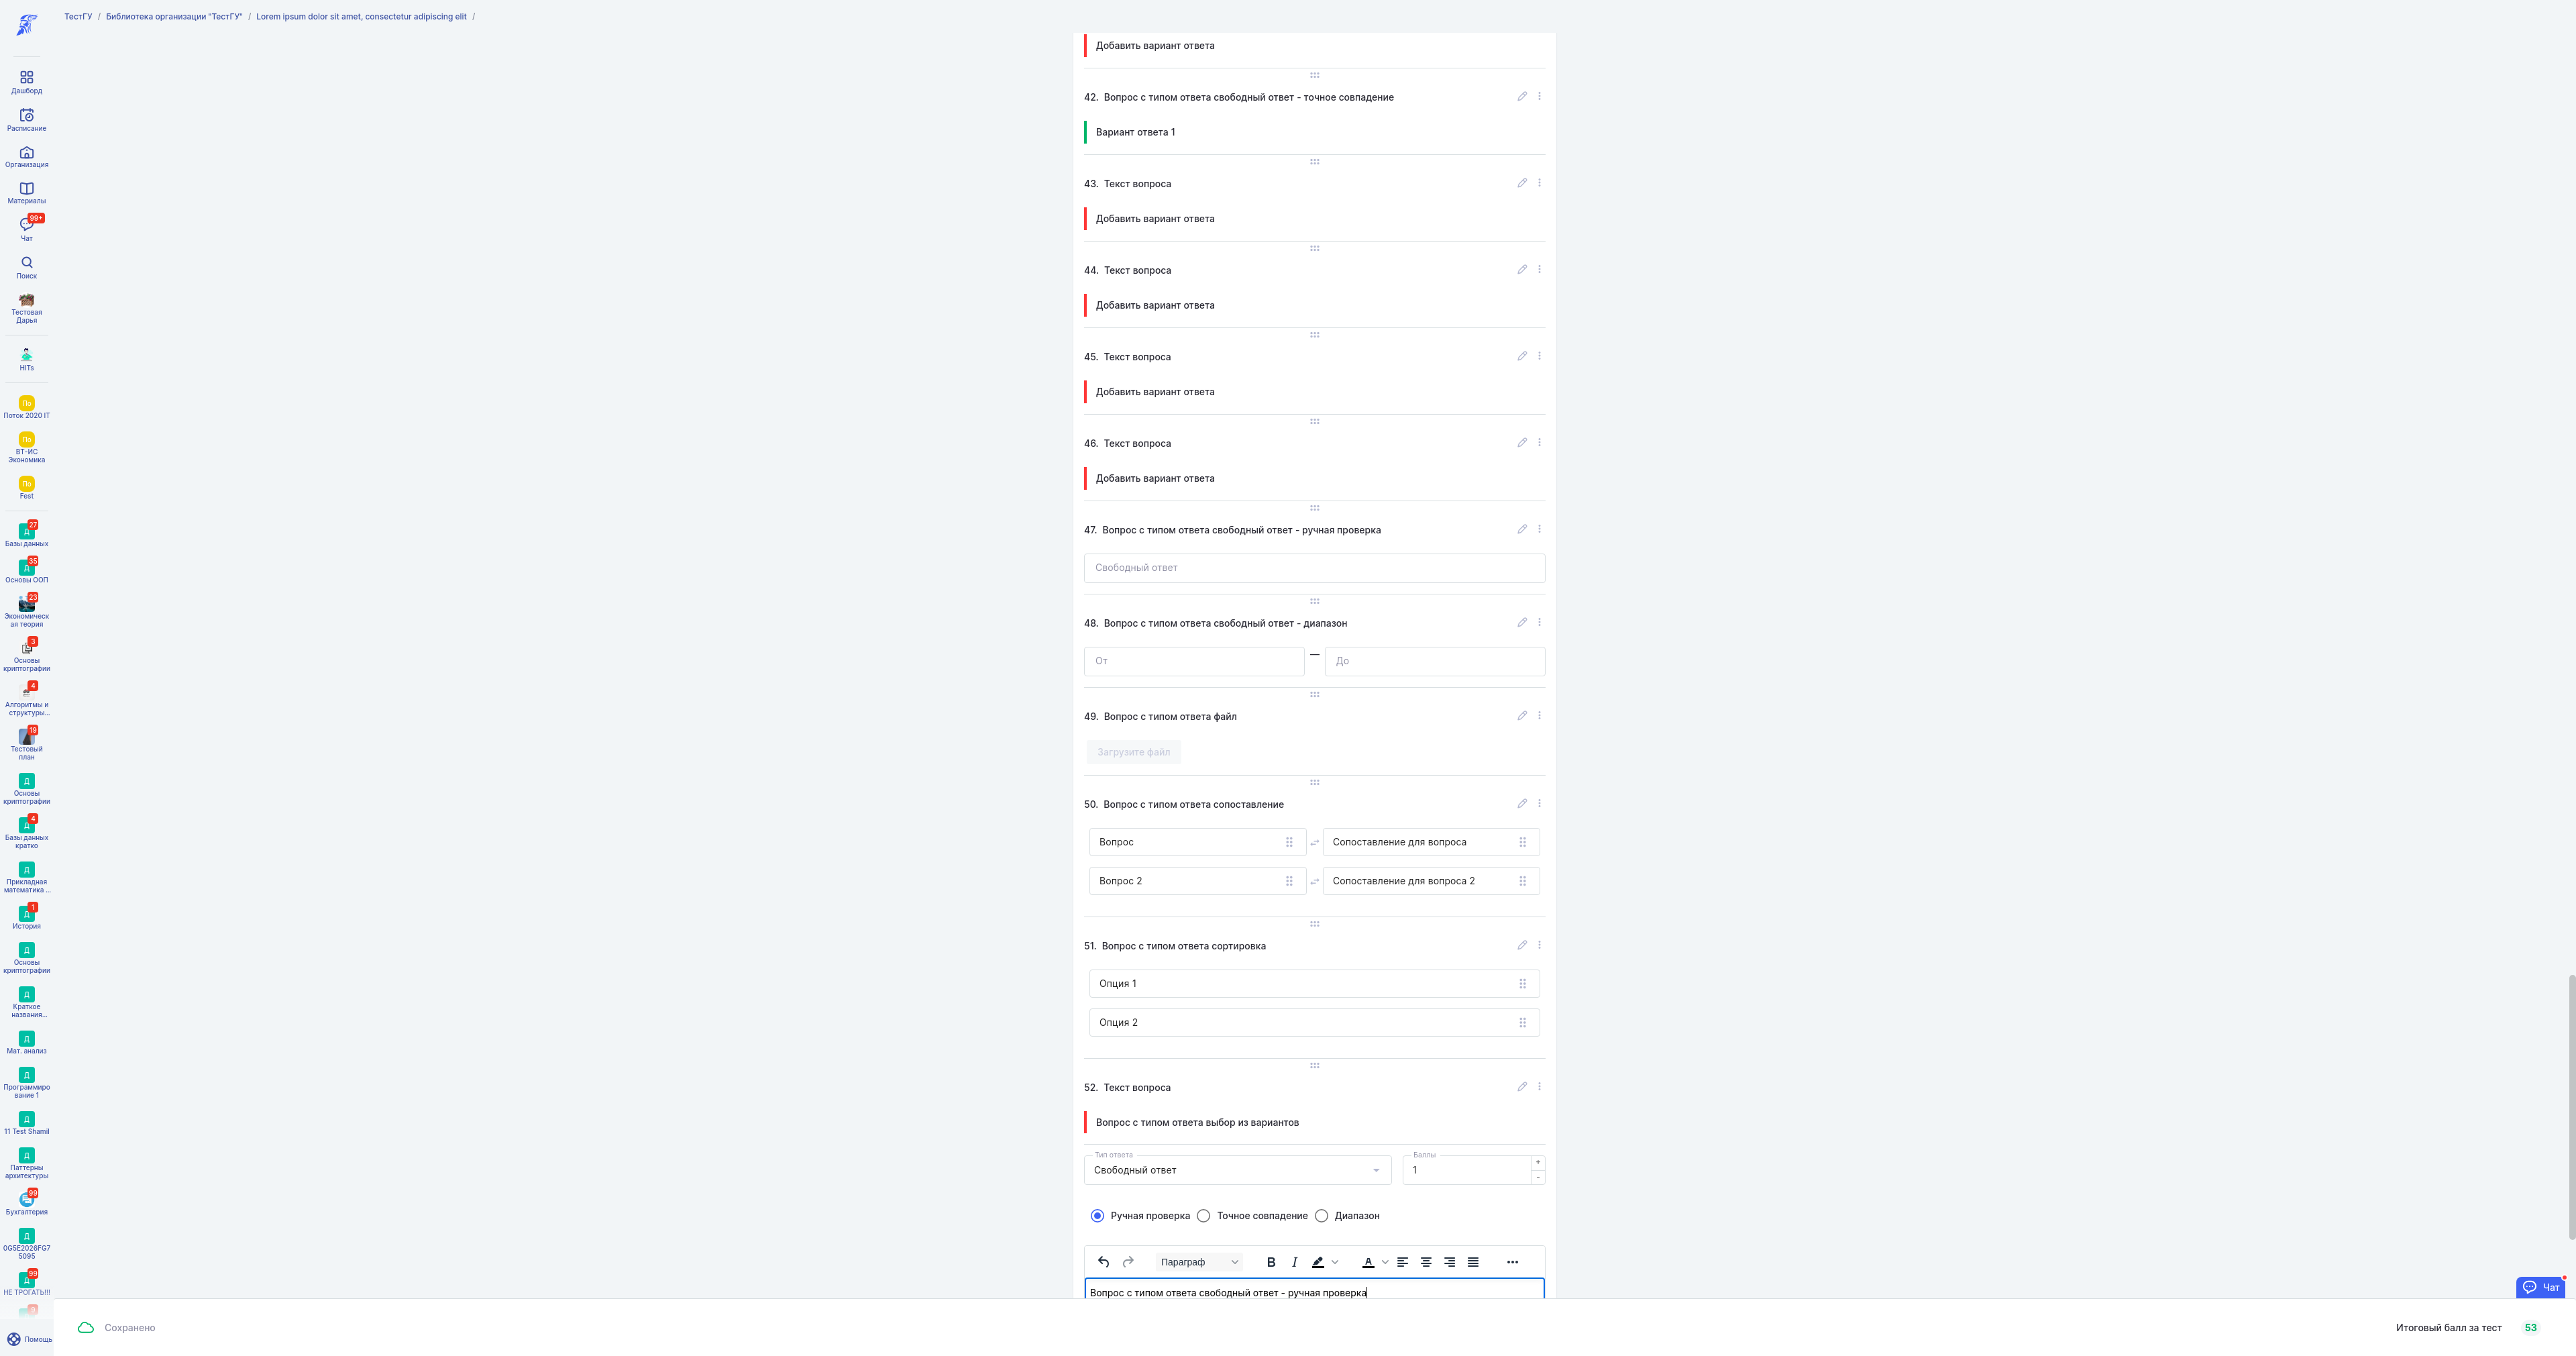 ТестГУ / Библиотека организации "ТестГУ" / Lorem ipsum dolor sit amet, consectetur adipiscing elit /
Дашборд
Расписание
Организация
Материалы
99+
Чат
Поиск
Тестовая
Дарья
HITs
По
Поток 2020 IT
По
ВТ-ИС
Экономика
По
Fest
27
Д
Базы данных
35
Д
Основы ООП
23
Экономическ
ая теория
3
Основы
криптографии
4
Алгоритмы и
структуры...
19
Тестовый
план
Д
Основы
криптографии
4
Д
Базы данных
кратко
Д
Прикладная
математика ...
1
Д
История
Д
Основы
криптографии
Д
Краткое
названия...
Д
Мат. анализ
Д
Программиро
вание 1
Д
11 Test Shamil
Д
Паттерны
архитектуры
99
Бухгалтерия
Д
0G5E2026FG7
5095
99
Д
НЕ ТРОГАТЬ!!!
Помощь
Добавить вариант ответа
42. Вопрос с типом ответа свободный ответ - точное совпадение
Вариант ответа 1
43. Текст вопроса
Добавить вариант ответа
44. Текст вопроса
Добавить вариант ответа
45. Текст вопроса
Добавить вариант ответа
46. Текст вопроса
Добавить вариант ответа
47. Вопрос с типом ответа свободный ответ - ручная проверка
Свободный ответ
48. Вопрос с типом ответа свободный ответ - диапазон
От — До
49. Вопрос с типом ответа файл
Загрузите файл
50. Вопрос с типом ответа сопоставление
Вопрос Сопоставление для вопроса
Вопрос 2 Сопоставление для вопроса 2
51. Вопрос с типом ответа сортировка
Опция 1
Опция 2
52. Текст вопроса
Вопрос с типом ответа выбор из вариантов
Тип ответа Баллы
Свободный ответ 1 + -
Ручная проверка Точное совпадение Диапазон
Параграф B I A
Вопрос с типом ответа свободный ответ - ручная проверка
Чат
Сохранено
Итоговый балл за тест 53